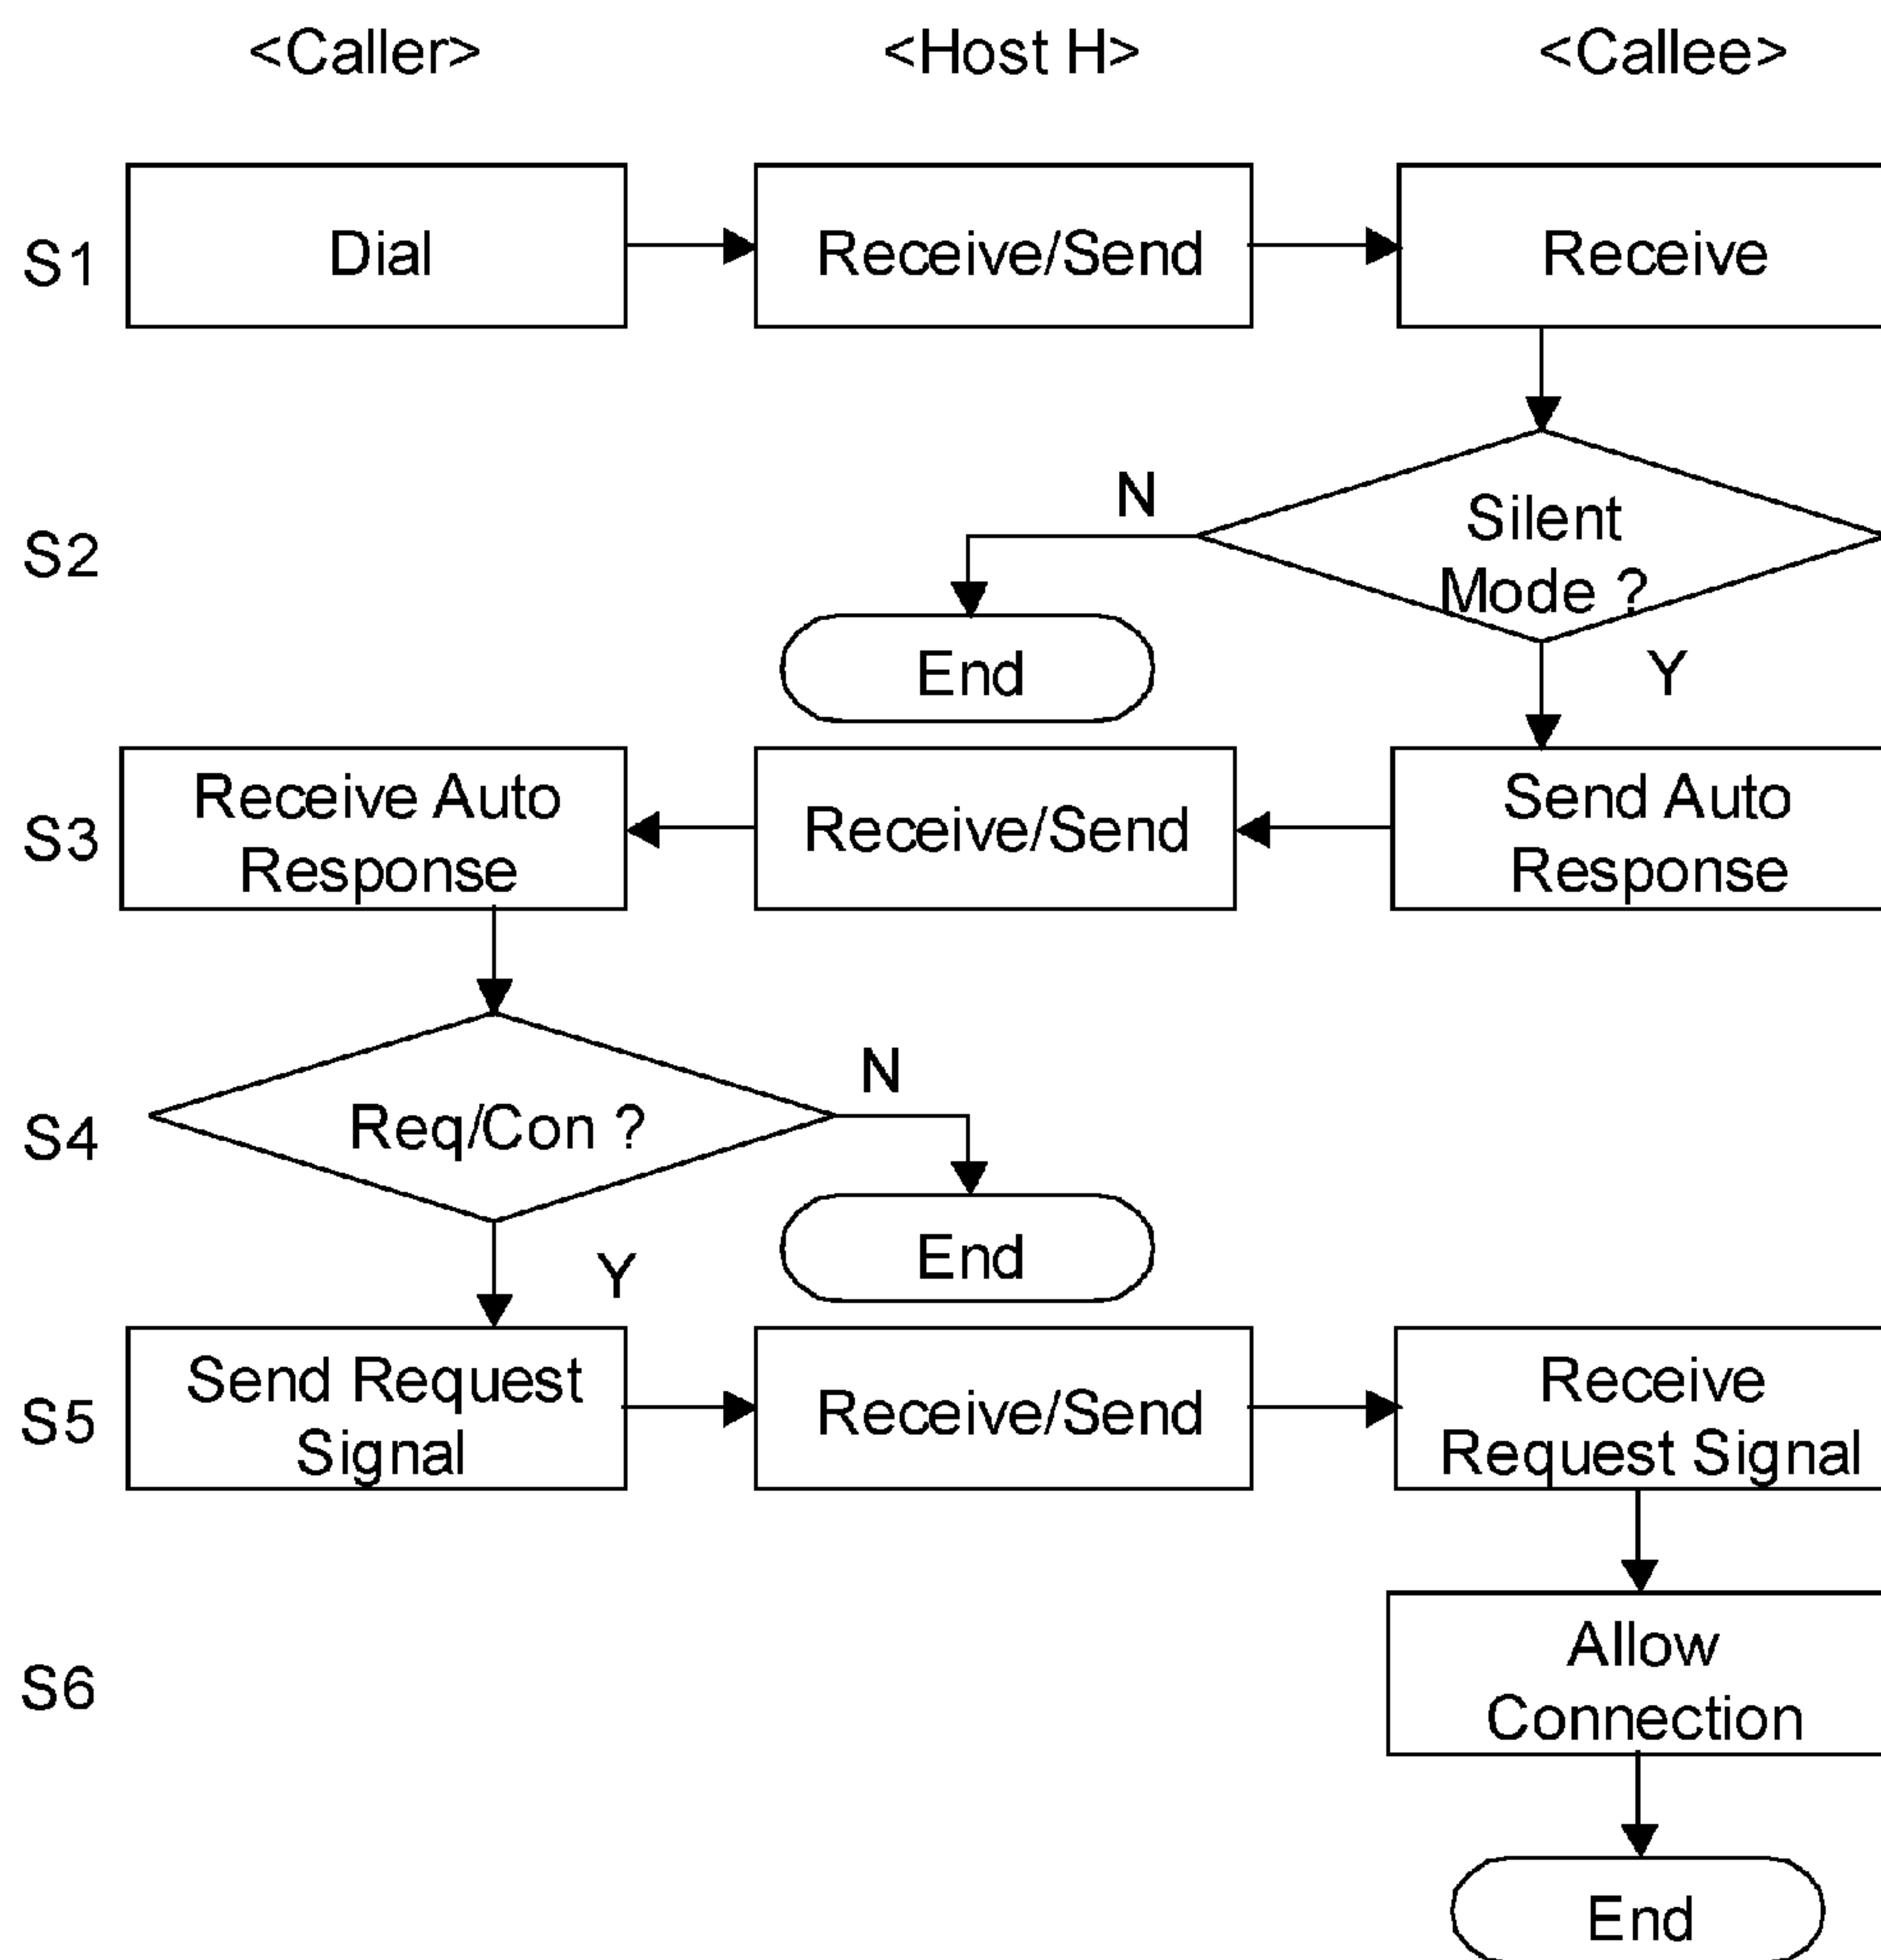 <Caller> <Host H> <Callee>
S1 Dial Receive/Send Receive
N
Silent
Mode ?
S2
End
Y
S3
Receive Auto
Response
Receive/Send
Send Auto
Response
S4
Req/Con ?
N
End
Y
S5
Send Request
Signal
Receive/Send
Receive
Request Signal
S6
Allow
Connection
End